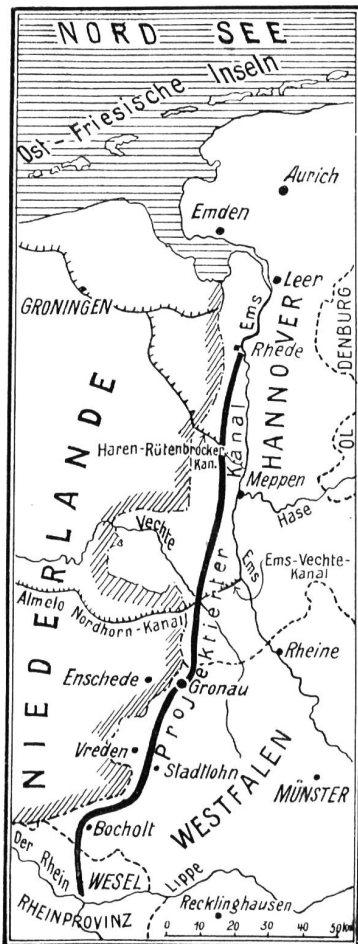 NORD SEE
Ost-Friesische Inseln
Aurich
Emden
Leer
GRONINGEN
Ems
HANNOVER
DENBURG
Rhede
Kanal
OL
Haren-Rütenbrocker
Kan.
Meppen
Hase
NIEDERLANDE
Vechte
Ems-Vechte-
Kanal
Ems
Almelo Nordhorn-Kanal
Projektierter
Rheine
Enschede
Gronau
Vreden
Stadtlohn
WESTFALEN
MÜNSTER
Bocholt
Der Rhein
WESEL
Lippe
Recklinghausen
RHEINPROVINZ
0 10 20 30 40 50km